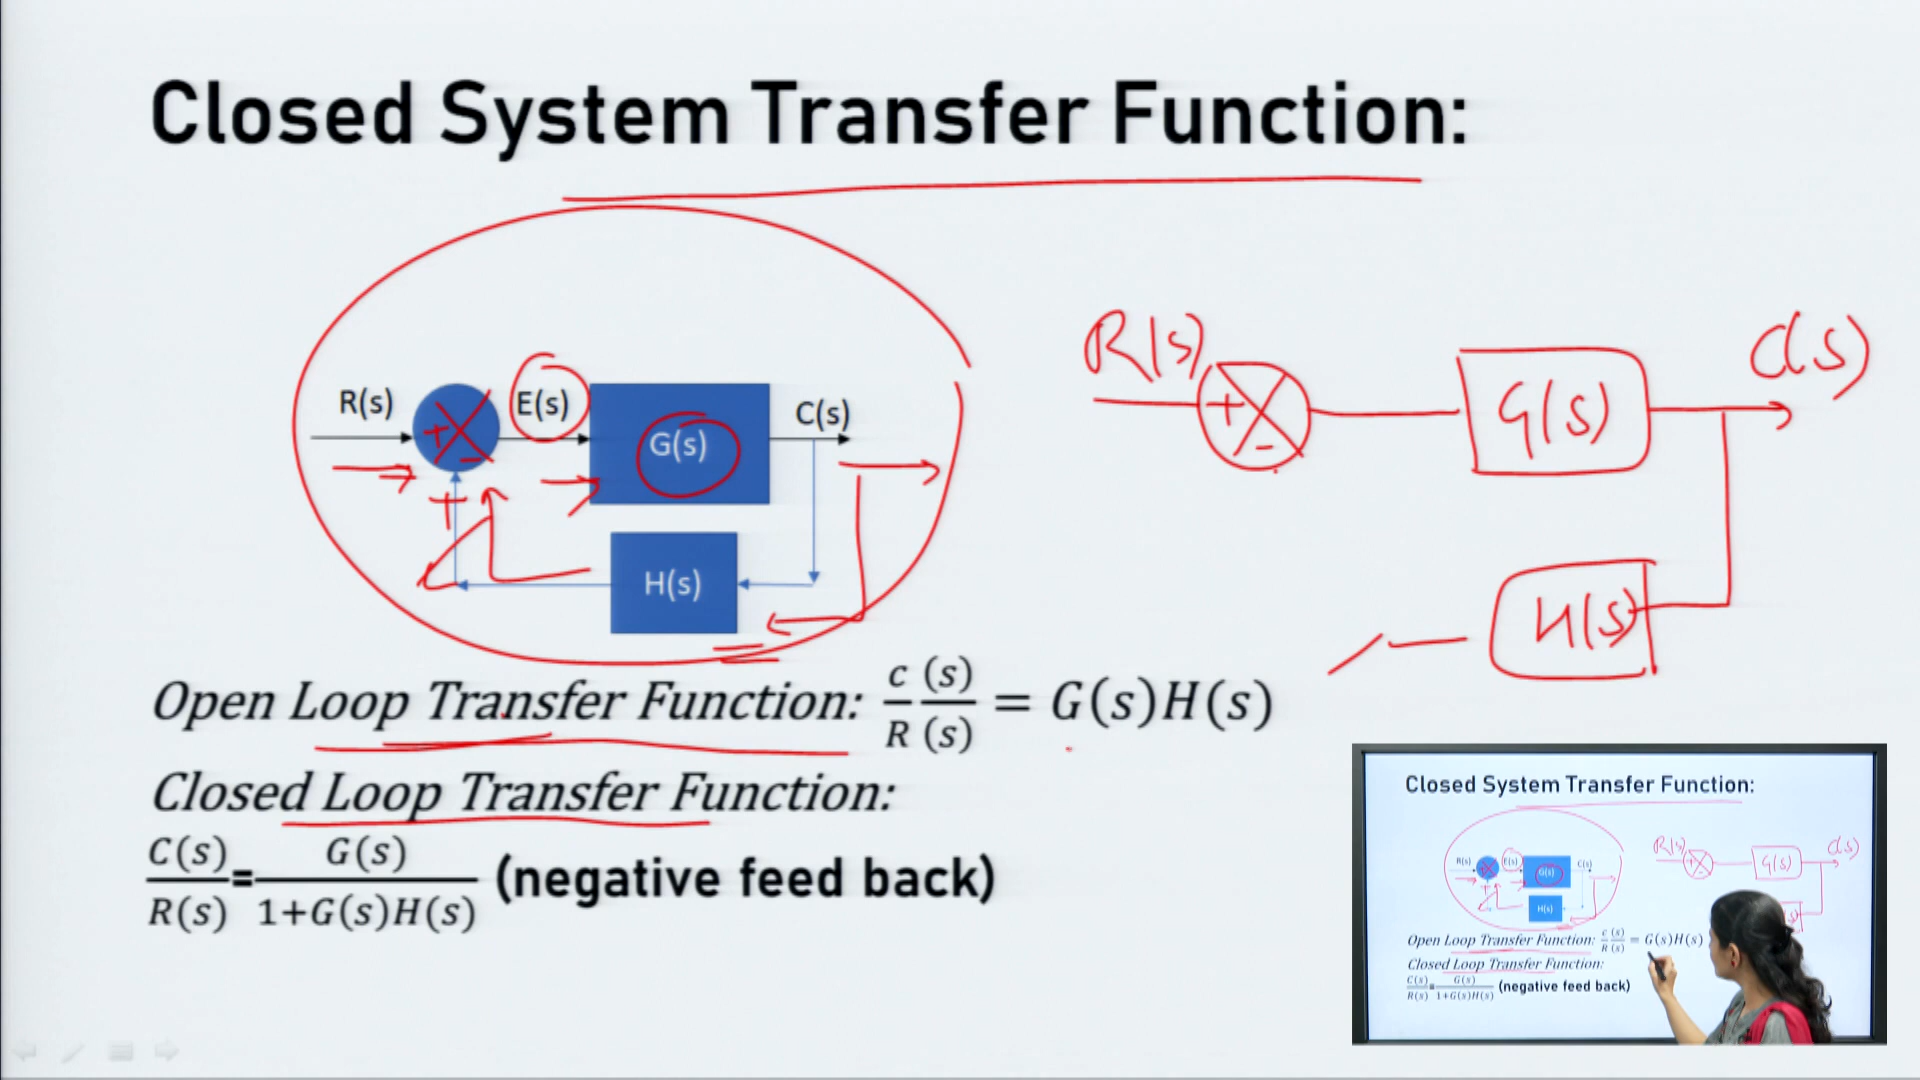 Closed System Transfer Function:
R(s) E(s) G(s) C(s)
+
-
+
H(s)
R(s) + - G(s) C(s)
H(s)
Open Loop Transfer Function: c/R (s)/(s) = G(s)H(s)
Closed Loop Transfer Function:
C(s)/R(s)=G(s)/1+G(s)H(s) (negative feed back)
Closed System Transfer Function:
R(s) E(s) G(s) C(s)
H(s)
R(s) G(s) C(s)
Open Loop Transfer Function: c/R (s)/(s) = G(s)H(s)
Closed Loop Transfer Function:
C(s)/R(s)=G(s)/1+G(s)H(s) (negative feed back)